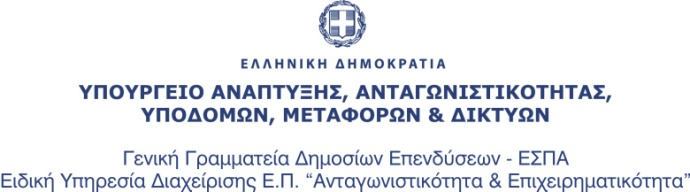 ΕΛΛΗΝΙΚΗ ΔΗΜΟΚΡΑΤΙΑ
ΥΠΟΥΡΓΕΙΟ ΑΝΑΠΤΥΞΗΣ, ΑΝΤΑΓΩΝΙΣΤΙΚΟΤΗΤΑΣ,
ΥΠΟΔΟΜΩΝ, ΜΕΤΑΦΟΡΩΝ & ΔΙΚΤΥΩΝ
Γενική Γραμματεία Δημοσίων Επενδύσεων - ΕΣΠΑ
Ειδική Υπηρεσία Διαχείρισης Ε.Π. “Ανταγωνιστικότητα & Επιχειρηματικότητα”